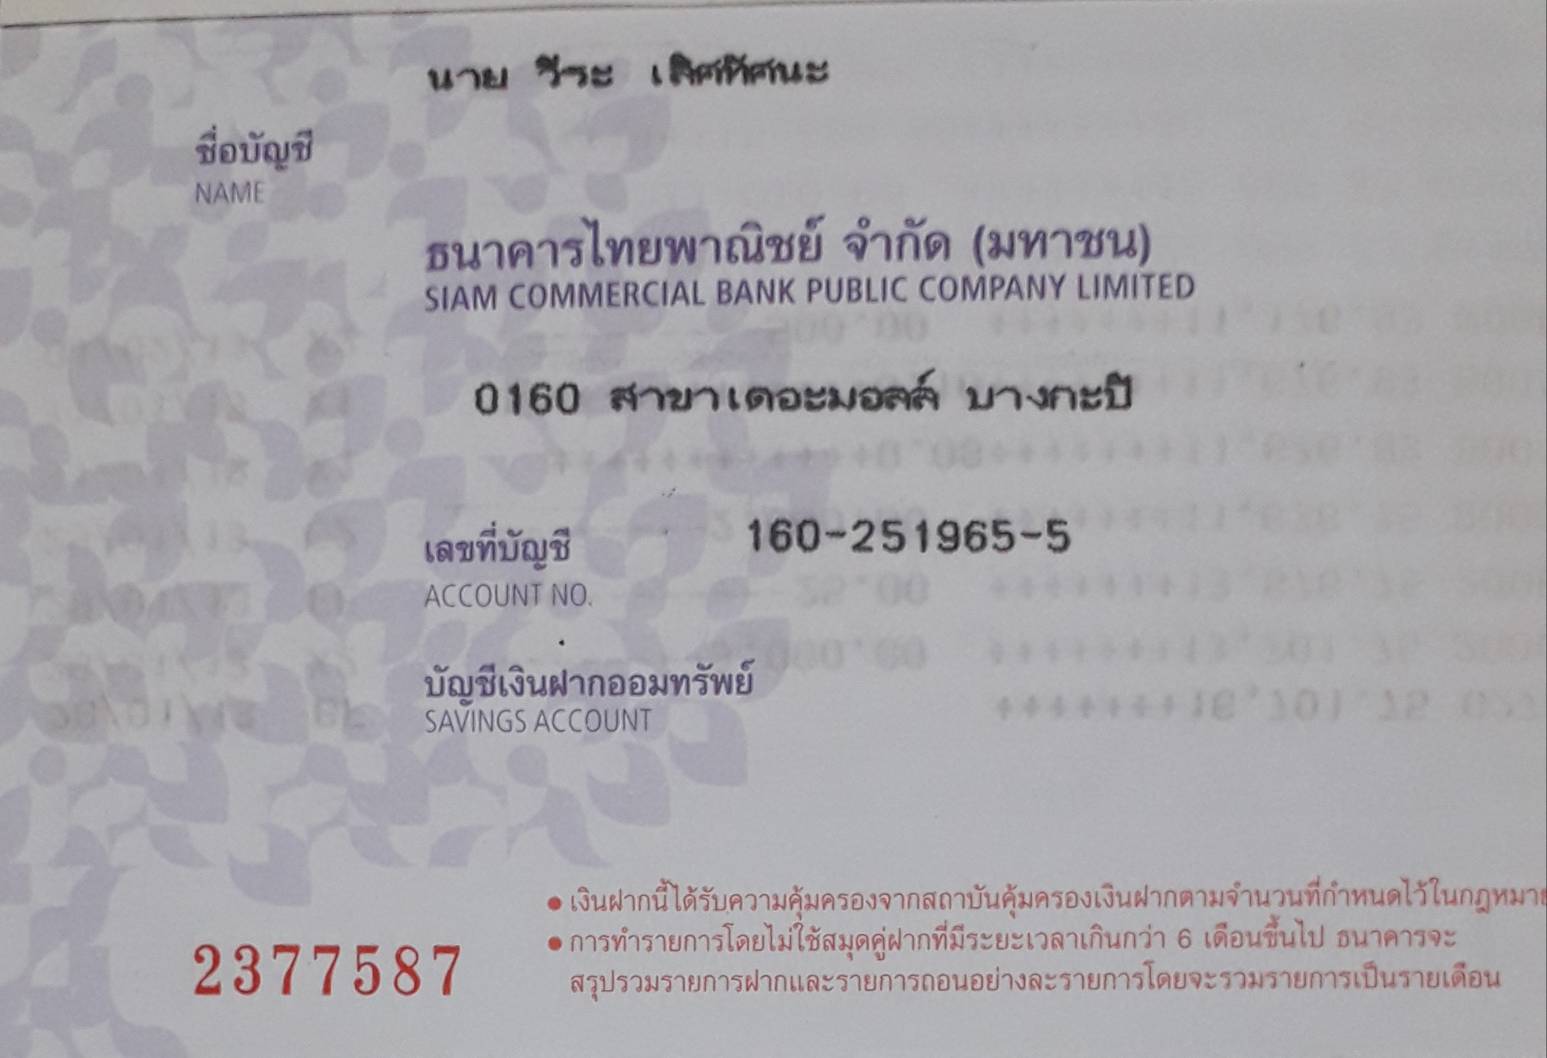 นาย วีระ เลิศทัศนะ
ชื่อบัญชี
NAME
ธนาคารไทยพาณิชย์ จำกัด (มหาชน)
SIAM COMMERCIAL BANK PUBLIC COMPANY LIMITED
0160 สาขาเดอะมอลล์ บางกะปิ
เลขที่บัญชี 160-251965-5
ACCOUNT NO.
บัญชีเงินฝากออมทรัพย์
SAVINGS ACCOUNT
• เงินฝากนี้ได้รับความคุ้มครองจากสถาบันคุ้มครองเงินฝากตามจำนวนที่กำหนดไว้ในกฎหมาย
• การทำรายการโดยไม่ใช้สมุดคู่ฝากที่มีระยะเวลาเกินกว่า 6 เดือนขึ้นไป ธนาคารจะ
สรุปรวมรายการฝากและรายการถอนอย่างละรายการโดยจะรวมรายการเป็นรายเดือน
2377587